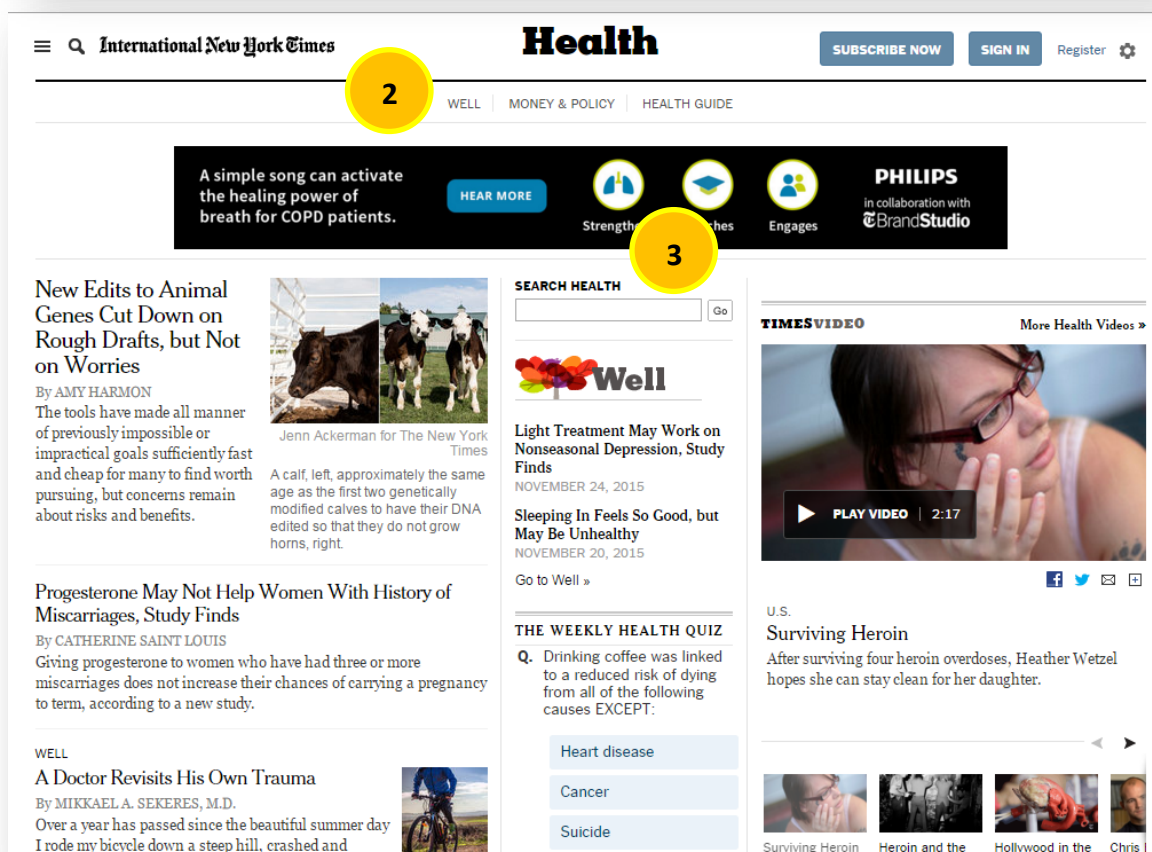 International New York Times
Health
SUBSCRIBE NOW
SIGN IN
Register
2
WELL
MONEY & POLICY
HEALTH GUIDE
A simple song can activate
the healing power of
breath for COPD patients.
HEAR MORE
Engages
PHILIPS
in collaboration with
TBrandStudio
3
New Edits to Animal
Genes Cut Down on
Rough Drafts, but Not
on Worries
By AMY HARMON
The tools have made all manner
of previously impossible or
impractical goals sufficiently fast
and cheap for many to find worth
pursuing, but concerns remain
about risks and benefits.
Jenn Ackerman for The New York
Times
A calf, left, approximately the same
age as the first two genetically
modified calves to have their DNA
edited so that they do not grow
horns, right.
Progesterone May Not Help Women With History of
Miscarriages, Study Finds
By CATHERINE SAINT LOUIS
Giving progesterone to women who have had three or more
miscarriages does not increase their chances of carrying a pregnancy
to term, according to a new study.
WELL
A Doctor Revisits His Own Trauma
By MIKKAEL A. SEKERES, M.D.
Over a year has passed since the beautiful summer day
I rode my bicycle down a steep hill, crashed and
SEARCH HEALTH
Go
Well
Light Treatment May Work on
Nonseasonal Depression, Study
Finds
NOVEMBER 24, 2015
Sleeping In Feels So Good, but
May Be Unhealthy
NOVEMBER 20, 2015
Go to Well »
THE WEEKLY HEALTH QUIZ
Q. Drinking coffee was linked
to a reduced risk of dying
from all of the following
causes EXCEPT:
Heart disease
Cancer
Suicide
TIMESVIDEO
More Health Videos »
PLAY VIDEO | 2:17
U.S.
Surviving Heroin
After surviving four heroin overdoses, Heather Wetzel
hopes she can stay clean for her daughter.
Surviving Heroin
Heroin and the
Hollywood in the
Chris